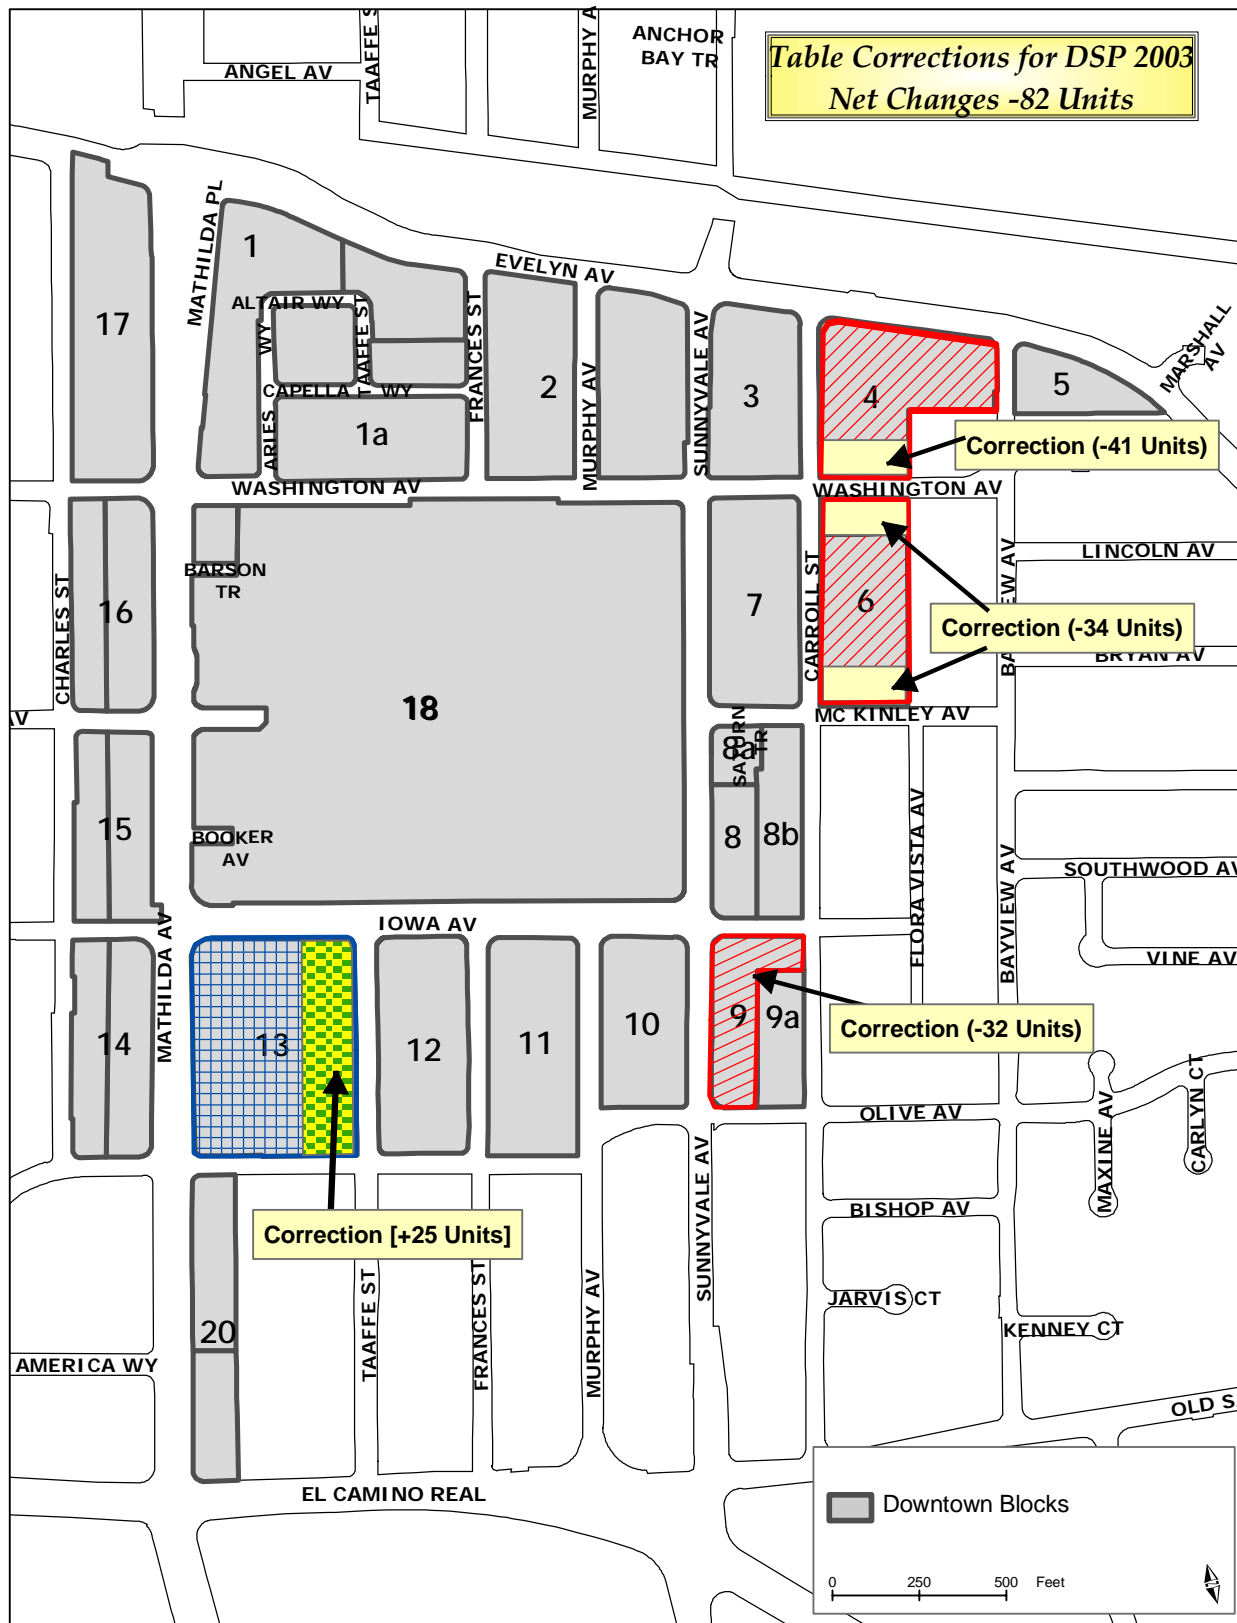 Table Corrections for DSP 2003
Net Changes -82 Units
ANGEL AV
TAAFFE S
MURPHY A
ANCHOR
BAY TR
MATHILDA PL
EVELYN AV
MARSHALL
AV
1
ALTAIR WY
ARIES WY
TAAFFE ST
CAPELLA WY
1a
FRANCES ST
2
MURPHY AV
SUNNYVALE AV
3
4
5
17
Correction (-41 Units)
WASHINGTON AV
WASHINGTON AV
LINCOLN AV
BARSON
TR
CHARLES ST
16
18
7
CARROLL ST
6
Correction (-34 Units)
BRYAN AV
MC KINLEY AV
AV
SATURN
TR
8a
8
8b
15
BOOKER
AV
FLORA VISTA AV
BAYVIEW AV
SOUTHWOOD AV
VINE AV
IOWA AV
MATHILDA AV
14
13
12
11
10
9
9a
Correction (-32 Units)
OLIVE AV
MAXINE AV
CARLYN CT
BISHOP AV
Correction [+25 Units]
TAAFFE ST
FRANCES ST
MURPHY AV
SUNNYVALE AV
JARVIS CT
KENNEY CT
20
AMERICA WY
OLD S
EL CAMINO REAL
Downtown Blocks
0 250 500 Feet